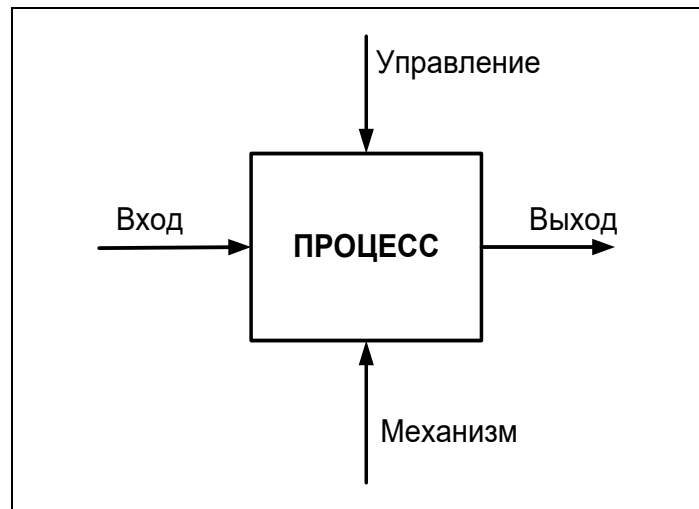 Управление
Вход
ПРОЦЕСС
Выход
Механизм